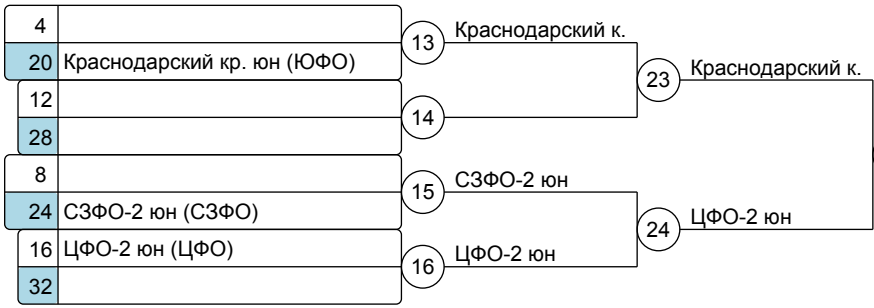 4
20 Краснодарский кр. юн (ЮФО)
13
Краснодарский к.
12
28
14
23
Краснодарский к.
8
24 СЗФО-2 юн (СЗФО)
15
СЗФО-2 юн
16 ЦФО-2 юн (ЦФО)
32
16
ЦФО-2 юн
24
ЦФО-2 юн